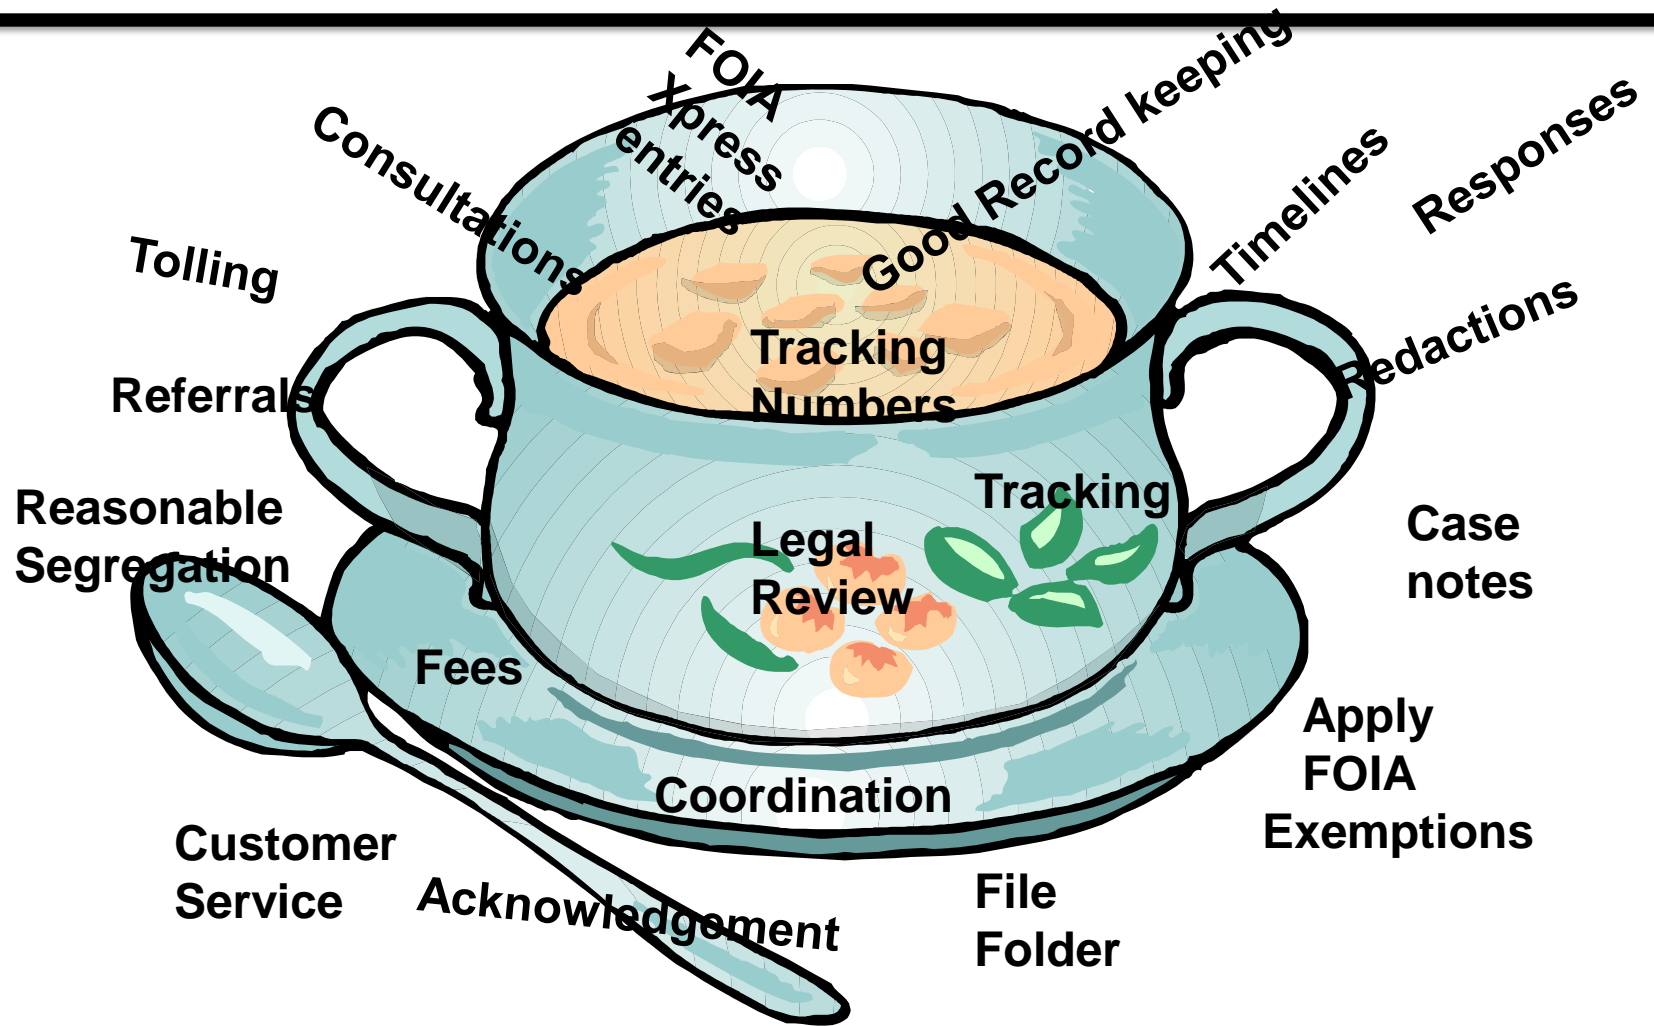 FOIA
Xpress
entries
Good Record keeping
Consultations
Timelines
Responses
Tolling
Redactions
Referrals
Tracking
Numbers
Reasonable
Segregation
Tracking
Legal
Review
Case
notes
Fees
Apply
FOIA
Exemptions
Coordination
Customer
Service
Acknowledgement
File
Folder